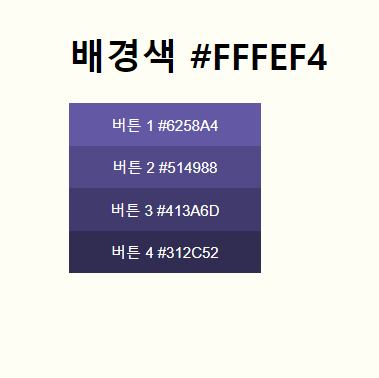 배경색 #FFFEF4
버튼 1 #6258A4
버튼 2 #514988
버튼 3 #413A6D
버튼 4 #312C52